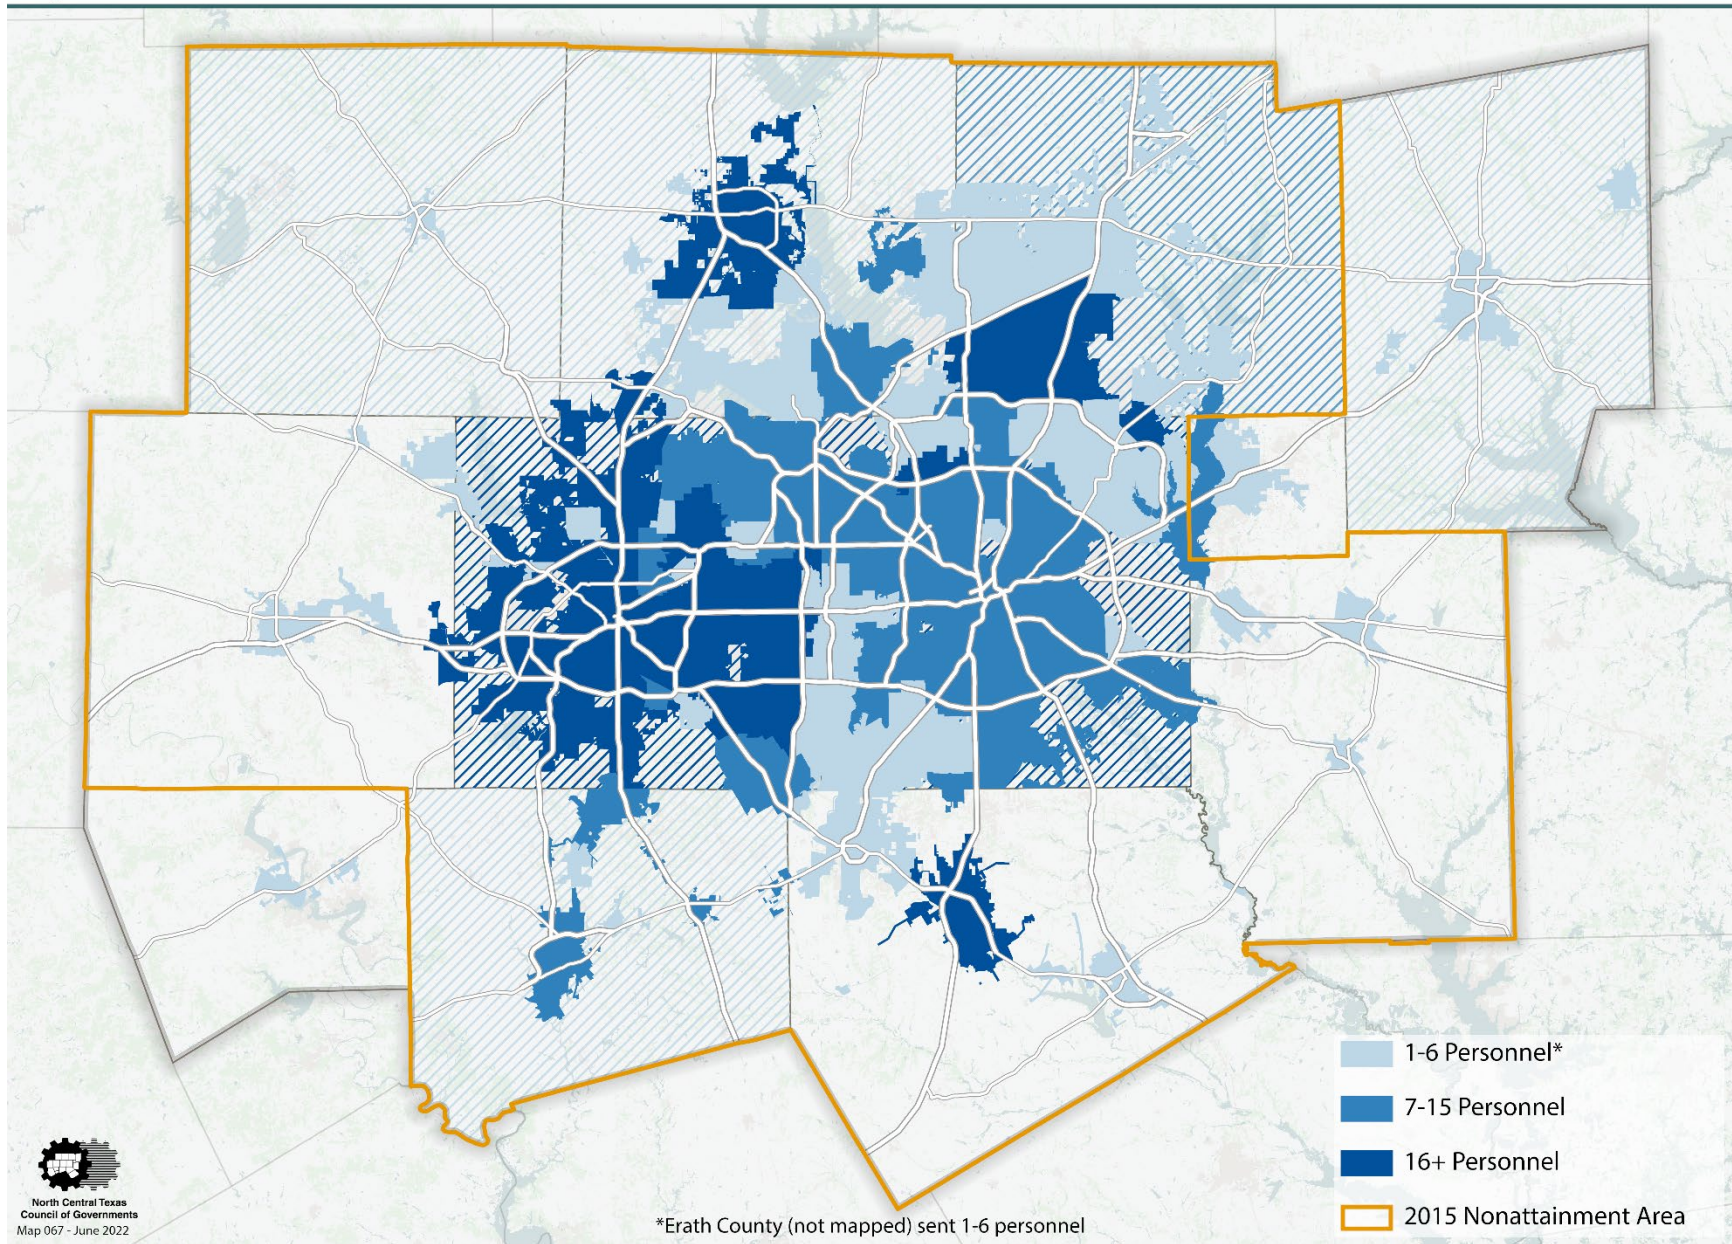 1-6 Personnel*
7-15 Personnel
16+ Personnel
2015 Nonattainment Area
North Central Texas
Council of Governments
Map 067 - June 2022
*Erath County (not mapped) sent 1-6 personnel